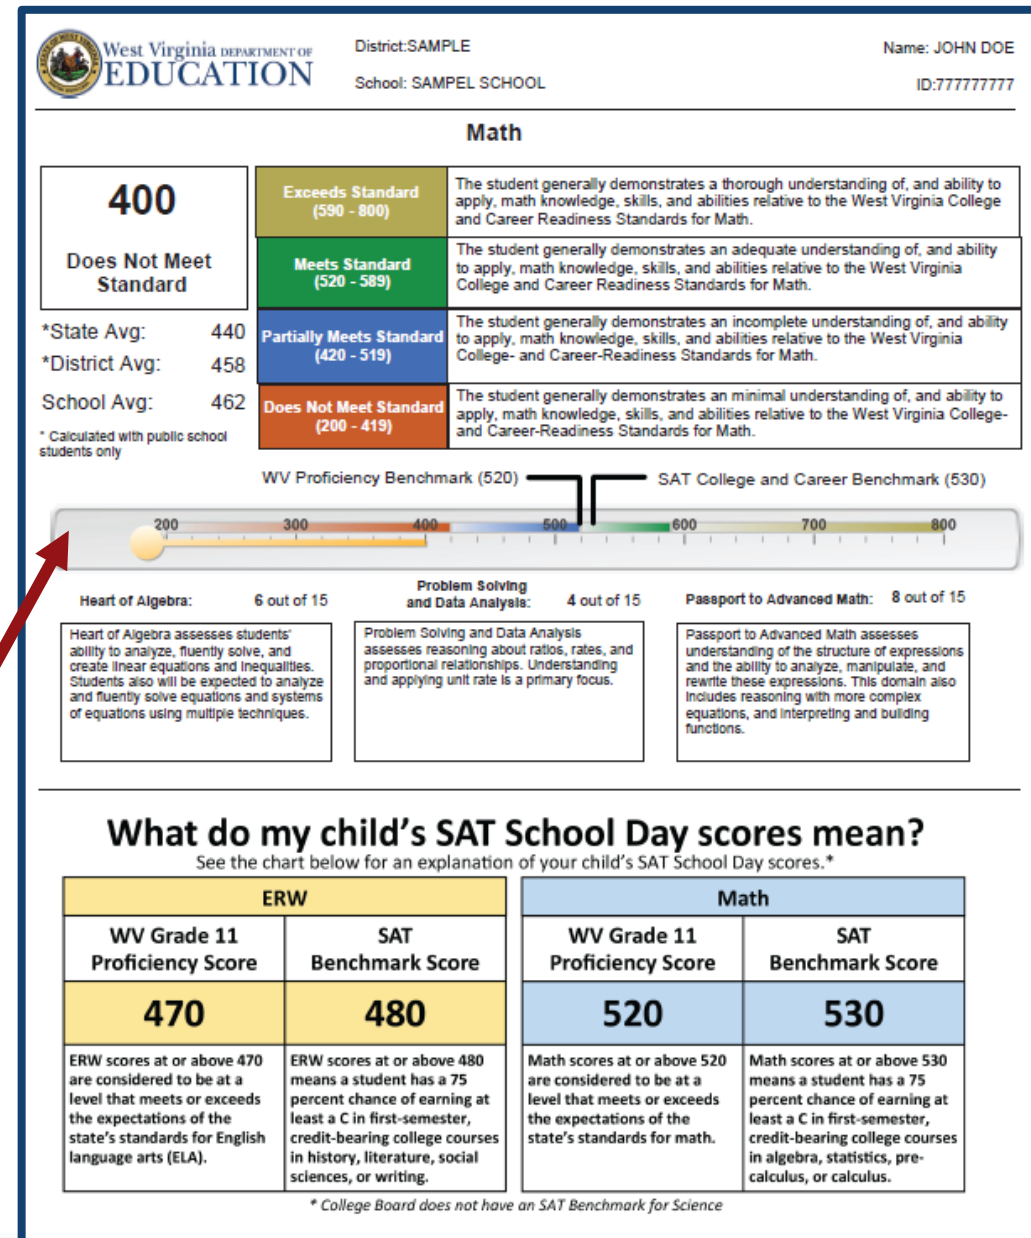 West Virginia DEPARTMENT OF
EDUCATION
District:SAMPLE
School: SAMPEL SCHOOL
Name: JOHN DOE
ID:777777777
Math
400
Does Not Meet
Standard
*State Avg: 440
*District Avg: 458
School Avg: 462
* Calculated with public school
students only
Exceeds Standard
(590 - 800)
The student generally demonstrates a thorough understanding of, and ability to
apply, math knowledge, skills, and abilities relative to the West Virginia College
and Career Readiness Standards for Math.
Meets Standard
(520 - 589)
The student generally demonstrates an adequate understanding of, and ability
to apply, math knowledge, skills, and abilities relative to the West Virginia
College and Career Readiness Standards for Math.
Partially Meets Standard
(420 - 519)
The student generally demonstrates an incomplete understanding of, and ability
to apply, math knowledge, skills, and abilities relative to the West Virginia
College- and Career-Readiness Standards for Math.
Does Not Meet Standard
(200 - 419)
The student generally demonstrates an minimal understanding of, and ability to
apply, math knowledge, skills, and abilities relative to the West Virginia College-
and Career-Readiness Standards for Math.
WV Proficiency Benchmark (520)
SAT College and Career Benchmark (530)
200 300 400 500 600 700 800
Heart of Algebra: 6 out of 15
Heart of Algebra assesses students'
ability to analyze, fluently solve, and
create linear equations and inequalities.
Students also will be expected to analyze
and fluently solve equations and systems
of equations using multiple techniques.
Problem Solving
and Data Analysis: 4 out of 15
Problem Solving and Data Analysis
assesses reasoning about ratios, rates, and
proportional relationships. Understanding
and applying unit rate is a primary focus.
Passport to Advanced Math: 8 out of 15
Passport to Advanced Math assesses
understanding of the structure of expressions
and the ability to analyze, manipulate, and
rewrite these expressions. This domain also
includes reasoning with more complex
equations, and interpreting and building
functions.
What do my child's SAT School Day scores mean?
See the chart below for an explanation of your child's SAT School Day scores.*
ERW
WV Grade 11
Proficiency Score
470
ERW scores at or above 470
are considered to be at a
level that meets or exceeds
the expectations of the
state's standards for English
language arts (ELA).
SAT
Benchmark Score
480
ERW scores at or above 480
means a student has a 75
percent chance of earning at
least a C in first-semester,
credit-bearing college courses
in history, literature, social
sciences, or writing.
Math
WV Grade 11
Proficiency Score
520
Math scores at or above 520
are considered to be at a
level that meets or exceeds
the expectations of the
state's standards for math.
SAT
Benchmark Score
530
Math scores at or above 530
means a student has a 75
percent chance of earning at
least a C in first-semester,
credit-bearing college courses
in algebra, statistics, pre-
calculus, or calculus.
* College Board does not have an SAT Benchmark for Science